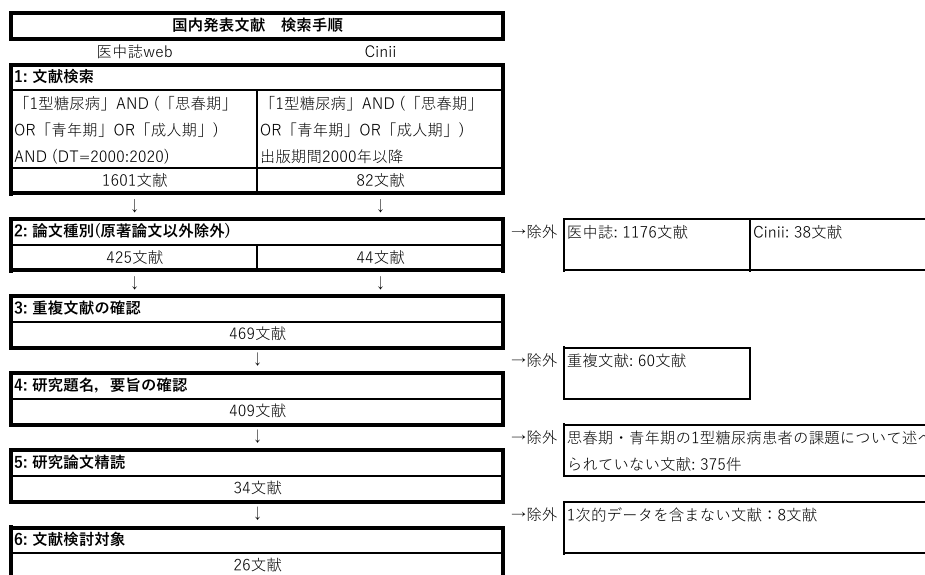 国内発表文献　検索手順
医中誌web
Cinii
1: 文献検索
「1型糖尿病」AND (「思春期」
OR「青年期」OR「成人期」)
AND (DT=2000:2020)
「1型糖尿病」AND (「思春期」
OR「青年期」OR「成人期」)
出版期間2000年以降
1601文献
82文献
↓
↓
2: 論文種別(原著論文以外除外)
→除外
医中誌: 1176文献
Cinii: 38文献
425文献
44文献
↓
↓
3: 重複文献の確認
469文献
↓
→除外
重複文献: 60文献
4: 研究題名，要旨の確認
409文献
↓
→除外
思春期・青年期の1型糖尿病患者の課題について述べ
られていない文献: 375件
5: 研究論文精読
34文献
↓
→除外
1次的データを含まない文献：8文献
6: 文献検討対象
26文献